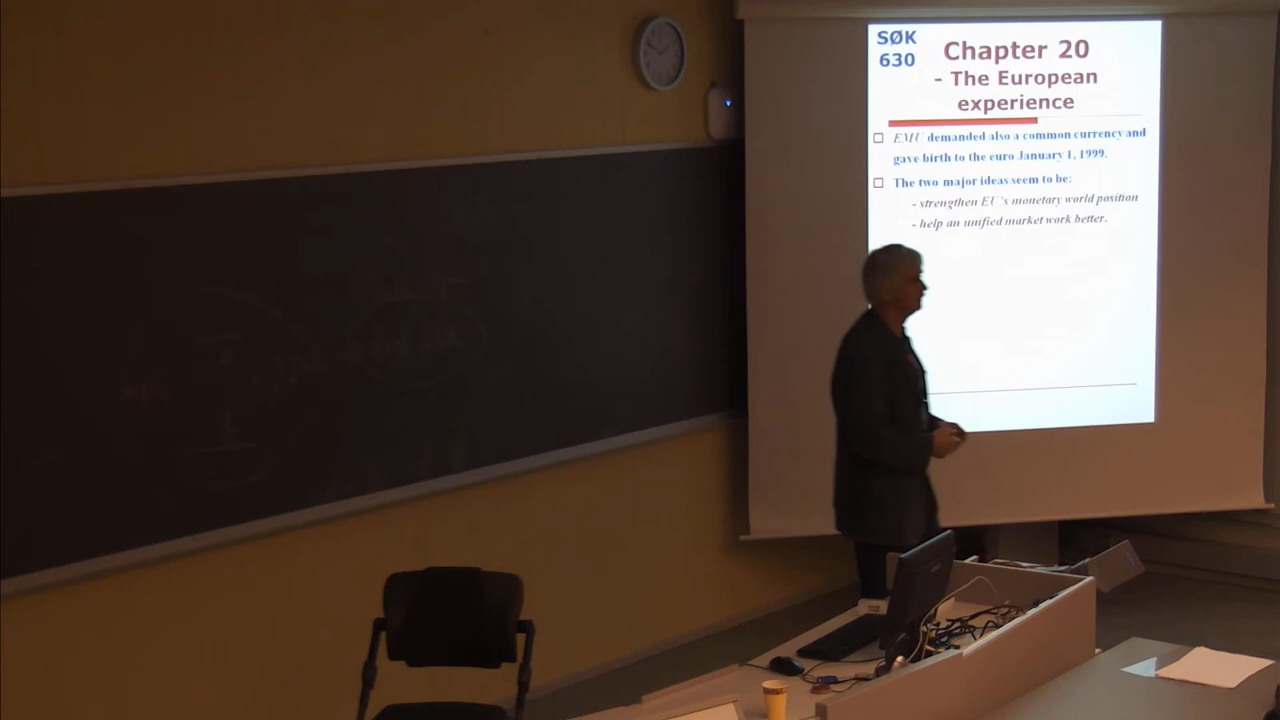 SØK
630
Chapter 20
- The European
experience
EMU demanded also a common currency and
gave birth to the euro January 1, 1999.
The two major ideas seem to be:
- strengthen EU's monetary world position
- help an unified market work better.